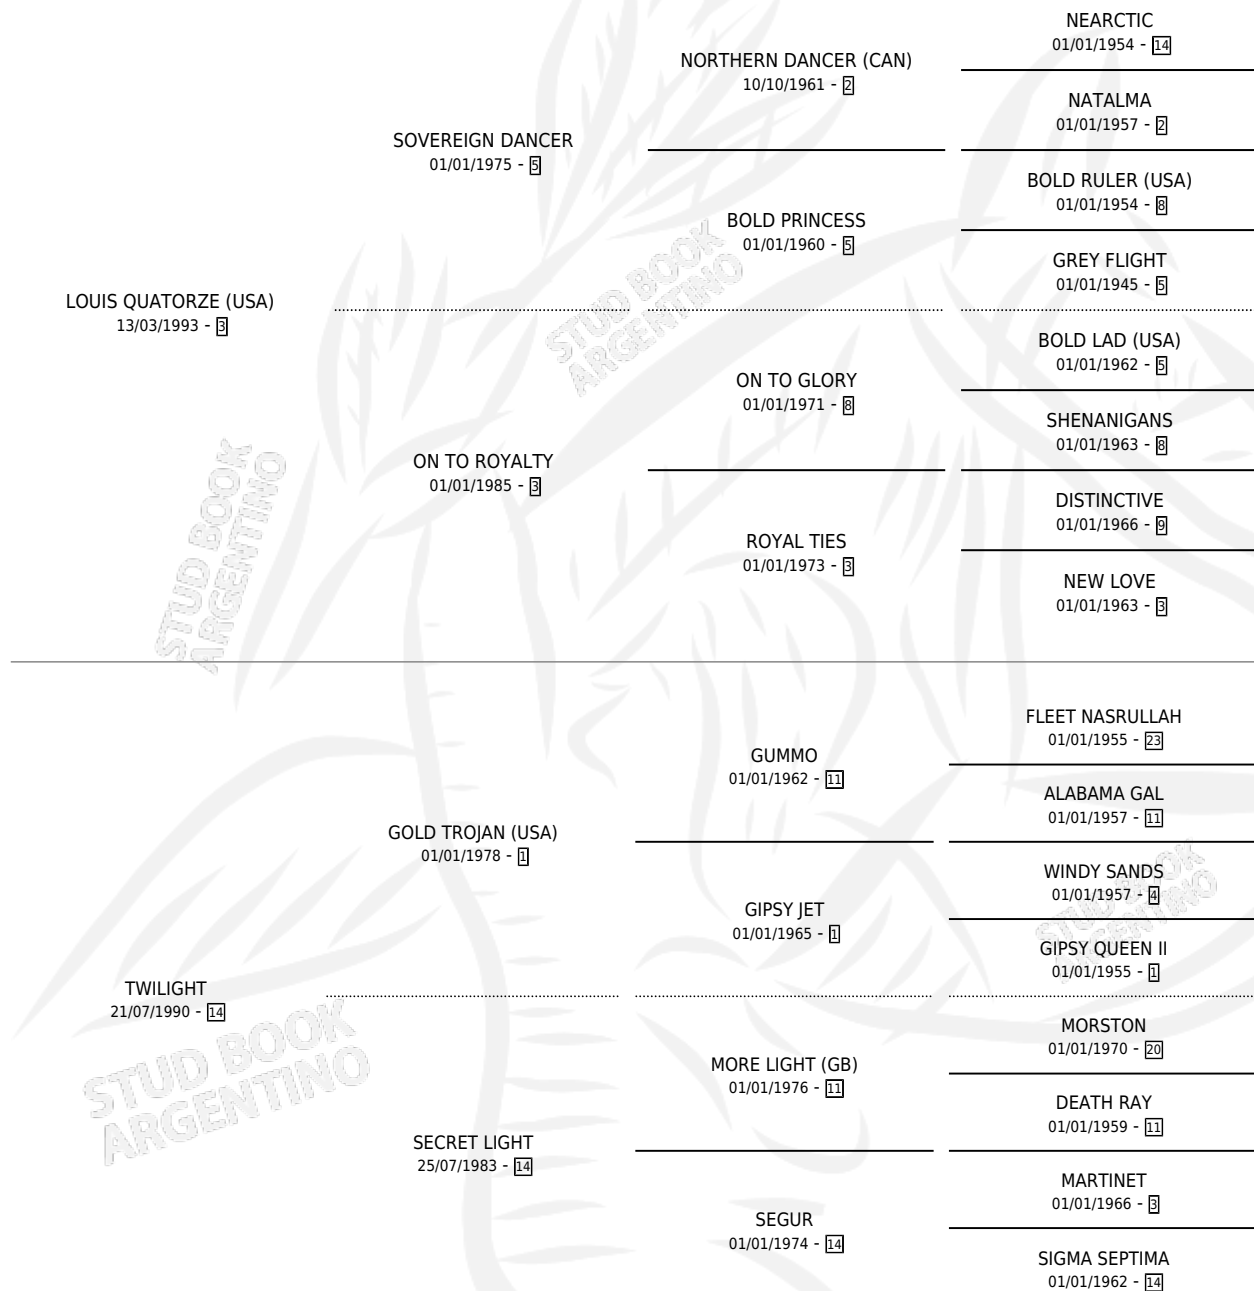 NEARCTIC
01/01/1954 - 14
NORTHERN DANCER (CAN)
10/10/1961 - 2
NATALMA
01/01/1957 - 2
SOVEREIGN DANCER
01/01/1975 - 5
BOLD RULER (USA)
01/01/1954 - 8
BOLD PRINCESS
01/01/1960 - 5
GREY FLIGHT
01/01/1945 - 5
STUD BOOK
ARGENTINO
LOUIS QUATORZE (USA)
13/03/1993 - 3
BOLD LAD (USA)
01/01/1962 - 5
ON TO GLORY
01/01/1971 - 8
SHENANIGANS
01/01/1963 - 8
ON TO ROYALTY
01/01/1985 - 3
DISTINCTIVE
01/01/1966 - 9
ROYAL TIES
01/01/1973 - 3
NEW LOVE
01/01/1963 - 3
STUD BOOK
ARGENTINO
FLEET NASRULLAH
01/01/1955 - 23
GUMMO
01/01/1962 - 11
ALABAMA GAL
01/01/1957 - 11
GOLD TROJAN (USA)
01/01/1978 - 1
WINDY SANDS
01/01/1957 - 4
GIPSY JET
01/01/1965 - 1
GIPSY QUEEN II
01/01/1955 - 1
STUD BOOK
ARGENTINO
TWILIGHT
21/07/1990 - 14
MORSTON
01/01/1970 - 20
MORE LIGHT (GB)
01/01/1976 - 11
DEATH RAY
01/01/1959 - 11
SECRET LIGHT
25/07/1983 - 14
MARTINET
01/01/1966 - 3
SEGUR
01/01/1974 - 14
SIGMA SEPTIMA
01/01/1962 - 14
STUD BOOK
ARGENTINO